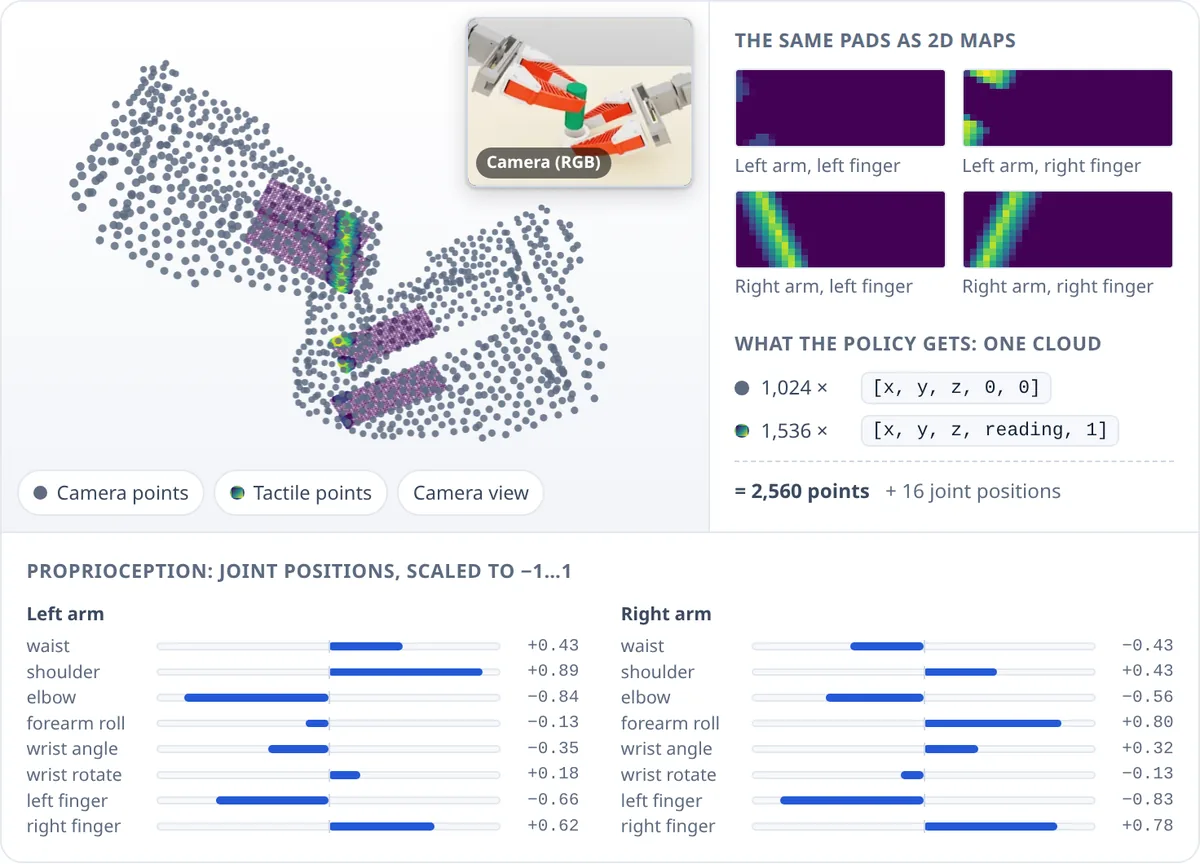 Camera (RGB)
Camera points
Tactile points
Camera view
THE SAME PADS AS 2D MAPS
Left arm, left finger
Left arm, right finger
Right arm, left finger
Right arm, right finger
WHAT THE POLICY GETS: ONE CLOUD
1,024 × [x, y, z, 0, 0]
1,536 × [x, y, z, reading, 1]
= 2,560 points + 16 joint positions
PROPRIOCEPTION: JOINT POSITIONS, SCALED TO −1…1
Left arm
waist +0.43
shoulder +0.89
elbow −0.84
forearm roll −0.13
wrist angle −0.35
wrist rotate +0.18
left finger −0.66
right finger +0.62
Right arm
waist −0.43
shoulder +0.43
elbow −0.56
forearm roll +0.80
wrist angle +0.32
wrist rotate −0.13
left finger −0.83
right finger +0.78